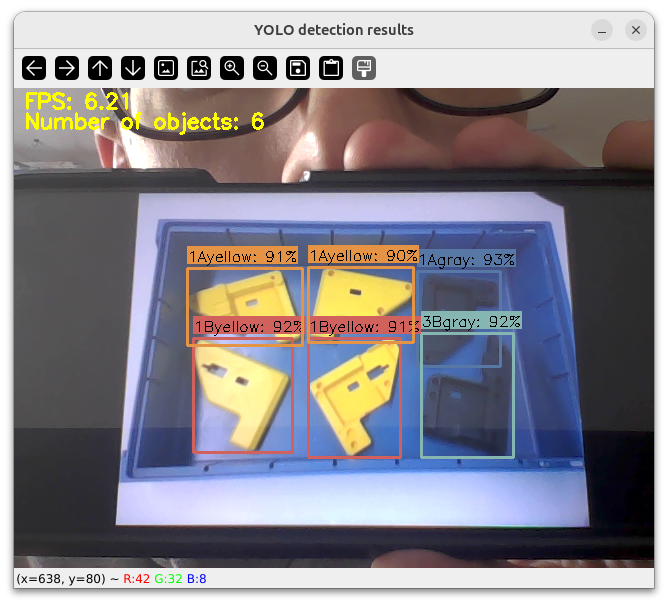 YOLO detection results
FPS: 6.21
Number of objects: 6
1Ayellow: 91%
1Ayellow: 90%
1Agray: 93%
1Byellow: 92%
1Byellow: 91%
3Bgray: 92%
(x=638, y=80) ~ R:42 G:32 B:8